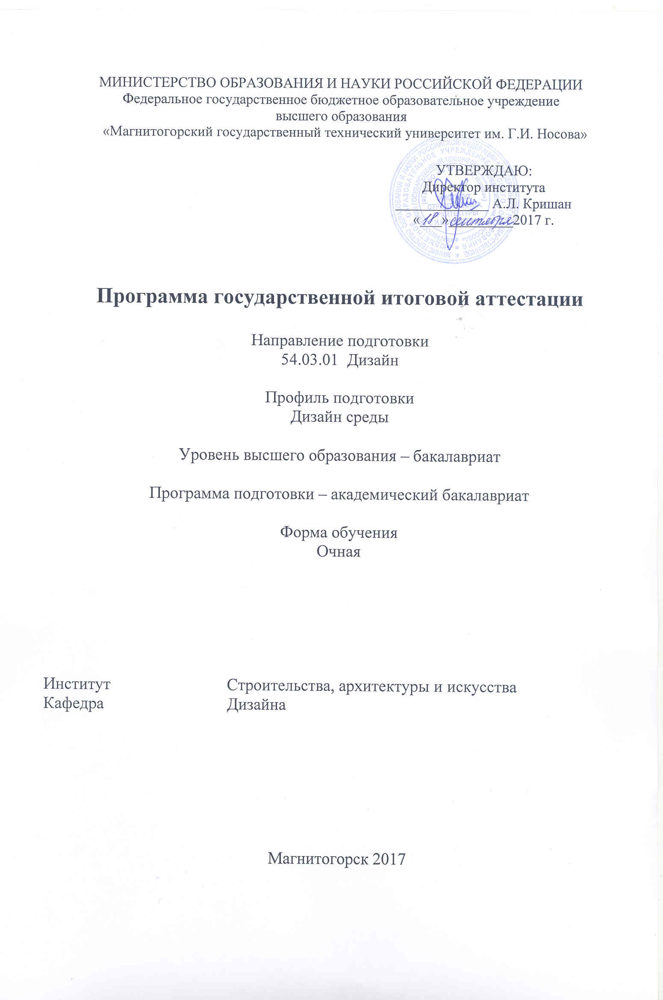 МИНИСТЕРСТВО ОБРАЗОВАНИЯ И НАУКИ РОССИЙСКОЙ ФЕДЕРАЦИИ
Федеральное государственное бюджетное образовательное учреждение
высшего образования
«Магнитогорский государственный технический университет им. Г.И. Носова»
УТВЕРЖДАЮ:
Директор института
А.Л. Кришан
«18» сентября 2017 г.
Программа государственной итоговой аттестации
Направление подготовки
54.03.01 Дизайн
Профиль подготовки
Дизайн среды
Уровень высшего образования – бакалавриат
Программа подготовки – академический бакалавриат
Форма обучения
Очная
Институт Строительства, архитектуры и искусства
Кафедра Дизайна
Магнитогорск 2017